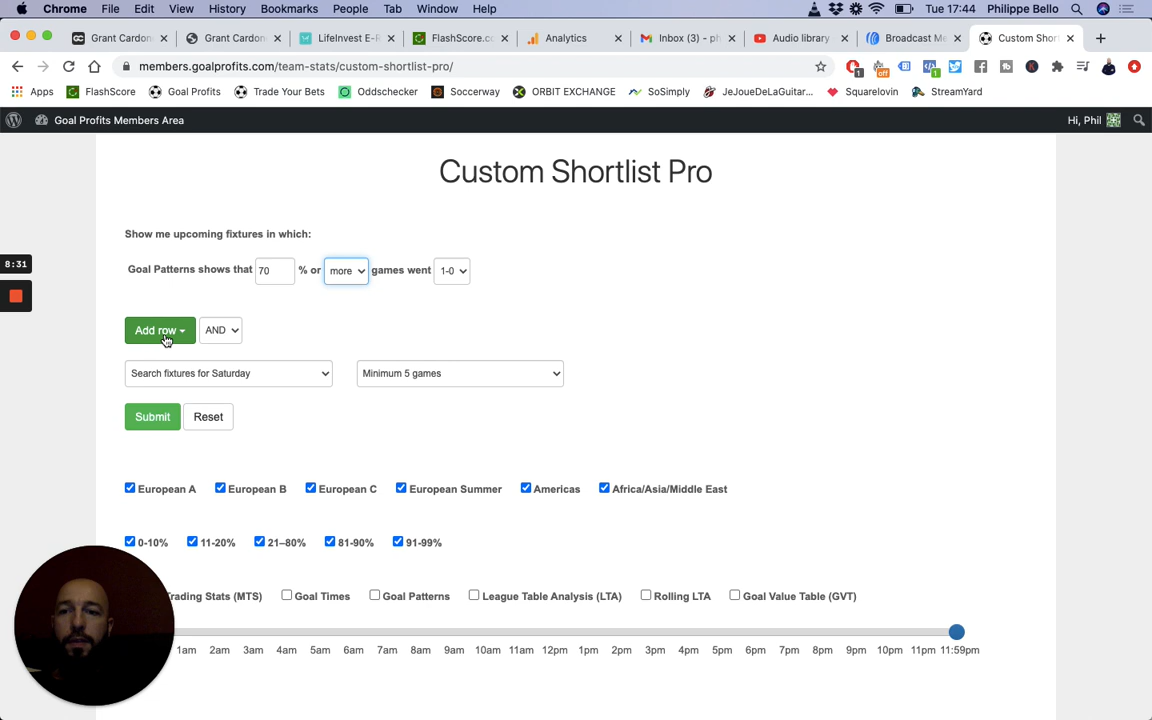 Chrome File Edit View History Bookmarks People Tab Window Help Tue 17:44 Philippe Bello
Grant Cardon Grant Cardon LifeInvest E-R FlashScore.co Analytics Inbox (3) - ph Audio library Broadcast Me Custom Short
members.goalprofits.com/team-stats/custom-shortlist-pro/
Apps FlashScore Goal Profits Trade Your Bets Oddschecker Soccerway ORBIT EXCHANGE SoSimply JeJoueDeLaGuitar... Squarelovin StreamYard
Goal Profits Members Area Hi, Phil
Custom Shortlist Pro
Show me upcoming fixtures in which:
8:31
Goal Patterns shows that 70 % or more games went 1-0
Add row AND
Search fixtures for Saturday Minimum 5 games
Submit Reset
European A European B European C European Summer Americas Africa/Asia/Middle East
0-10% 11-20% 21–80% 81-90% 91-99%
rading Stats (MTS) Goal Times Goal Patterns League Table Analysis (LTA) Rolling LTA Goal Value Table (GVT)
1am 2am 3am 4am 5am 6am 7am 8am 9am 10am 11am 12pm 1pm 2pm 3pm 4pm 5pm 6pm 7pm 8pm 9pm 10pm 11pm 11:59pm